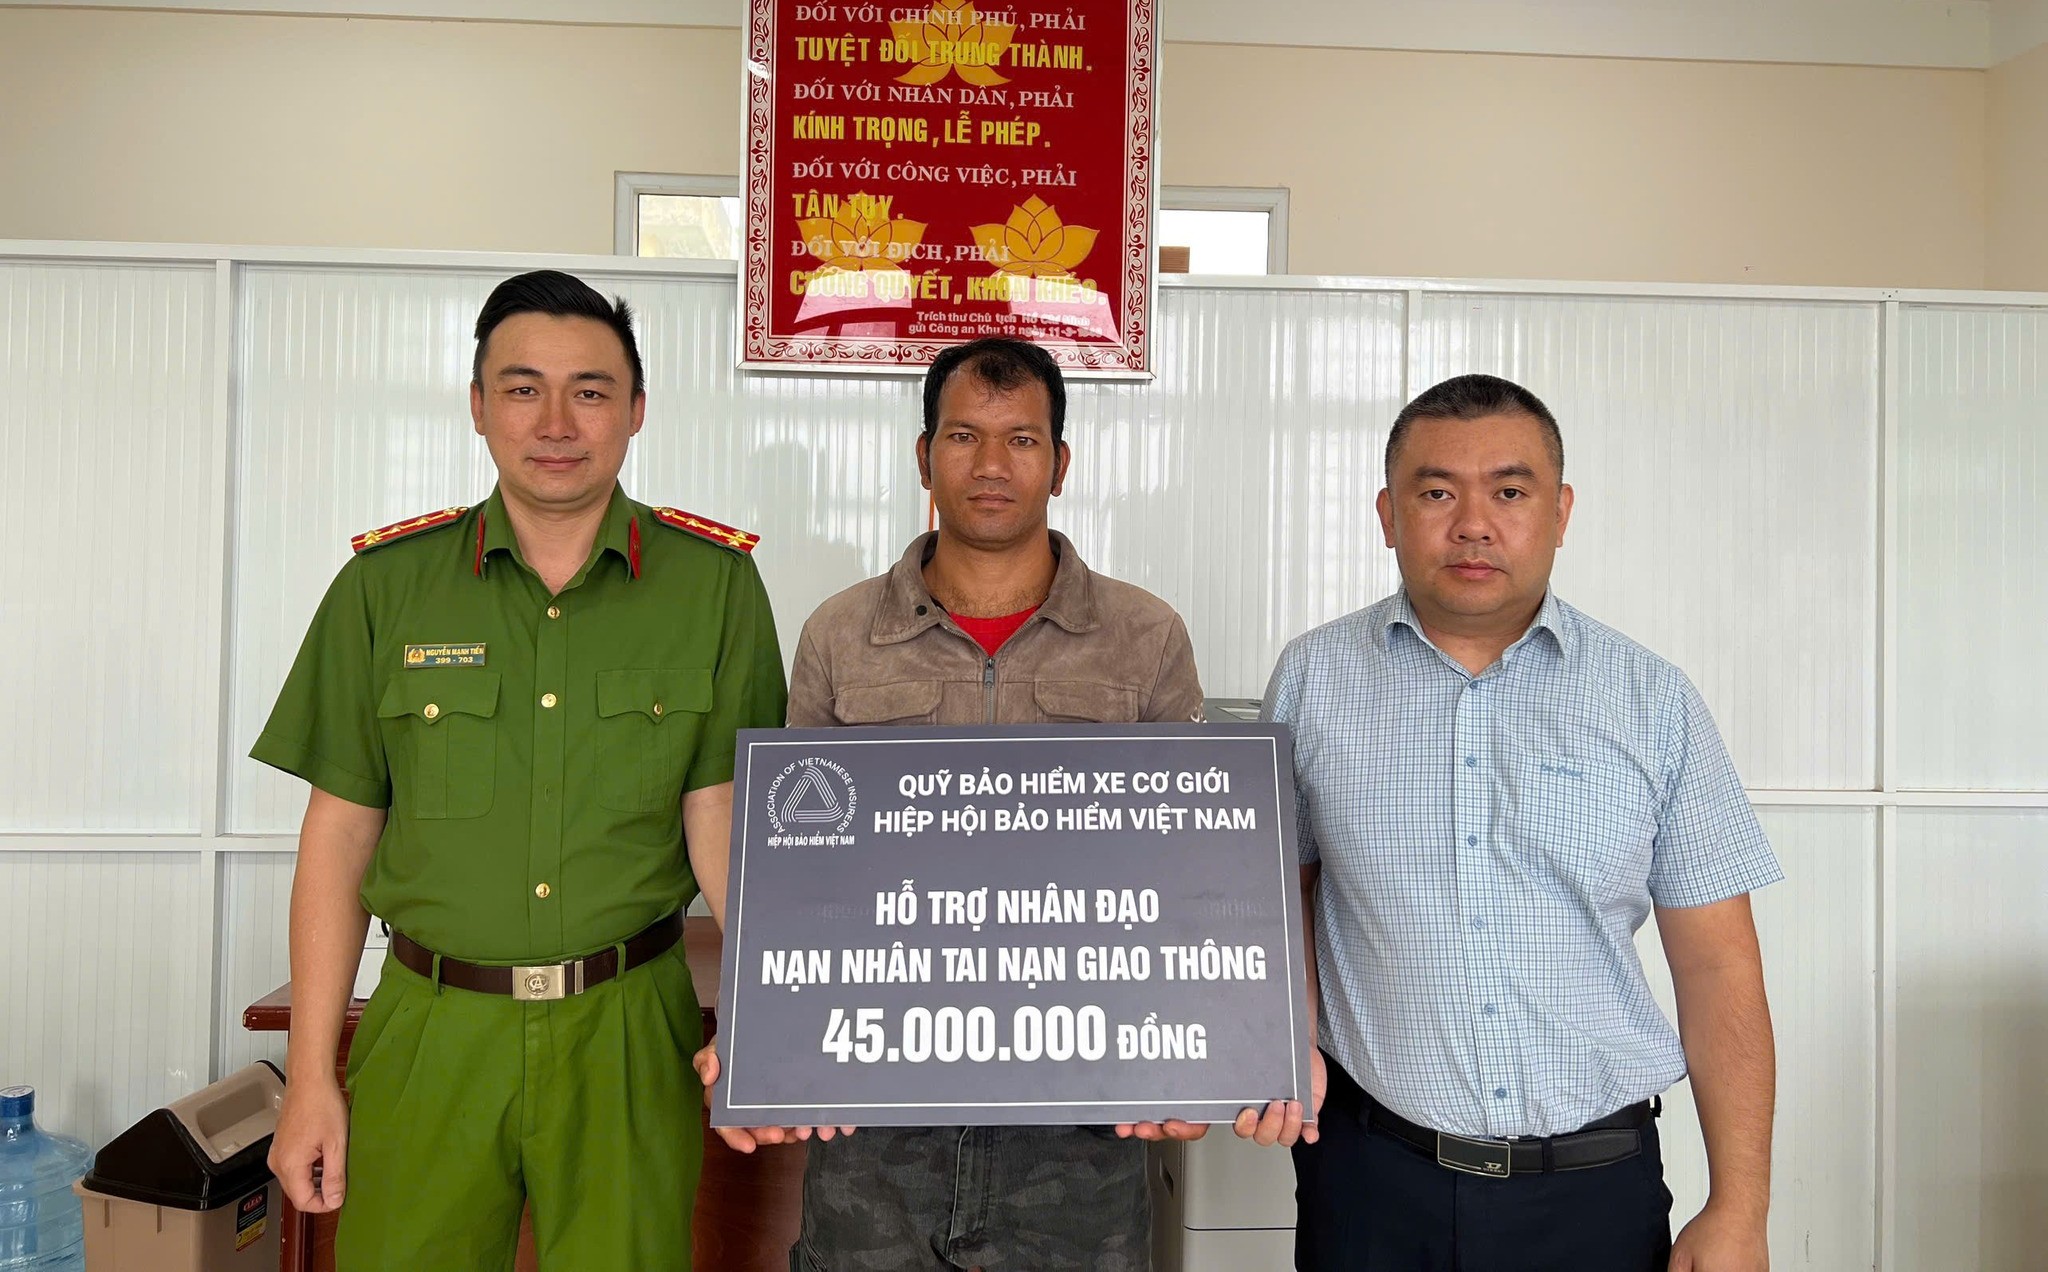 ĐỐI VỚI CHÍNH PHỦ, PHẢI
TUYỆT ĐỐI TRUNG THÀNH.
ĐỐI VỚI NHÂN DÂN, PHẢI
KÍNH TRỌNG, LỄ PHÉP.
ĐỐI VỚI CÔNG VIỆC, PHẢI
TẬN TỤY.
ĐỐI VỚI ĐỊCH, PHẢI
CƯƠNG QUYẾT, KHÔN KHÉO.
Trích thư Chủ tịch Hồ Chí Minh
gửi Công an Khu 12 ngày
NGUYỄN MẠNH TIẾN
399 - 703
ASSOCIATION OF VIETNAMESE INSURERS
HIỆP HỘI BẢO HIỂM VIỆT NAM
QUỸ BẢO HIỂM XE CƠ GIỚI
HIỆP HỘI BẢO HIỂM VIỆT NAM
HỖ TRỢ NHÂN ĐẠO
NẠN NHÂN TAI NẠN GIAO THÔNG
45.000.000 ĐỒNG